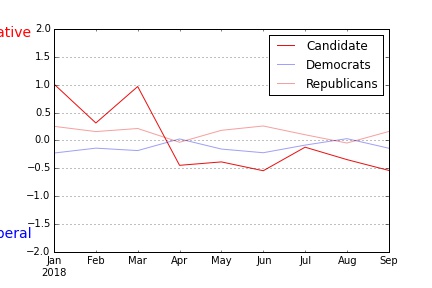 2.0
ative
1.5
1.0
0.5
0.0
−0.5
−1.0
−1.5
beral
−2.0
Candidate
Democrats
Republicans
Jan Feb Mar Apr May Jun Jul Aug Sep
2018